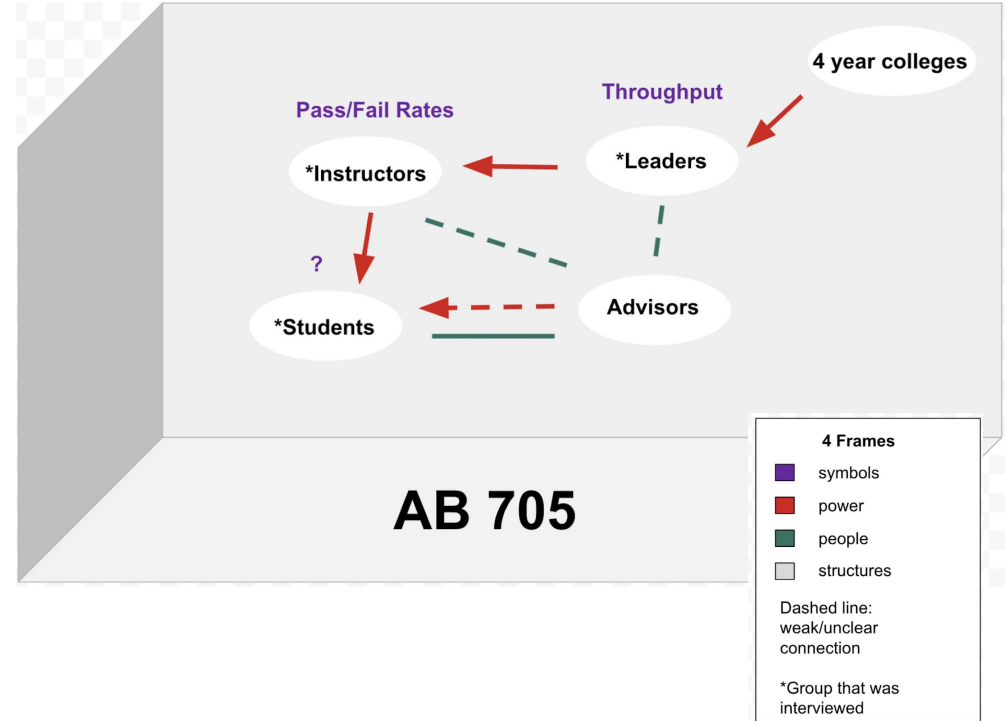 4 year colleges
Throughput
Pass/Fail Rates
*Leaders
*Instructors
?
Advisors
*Students
AB 705
4 Frames
symbols
power
people
structures
Dashed line:
weak/unclear
connection
*Group that was
interviewed